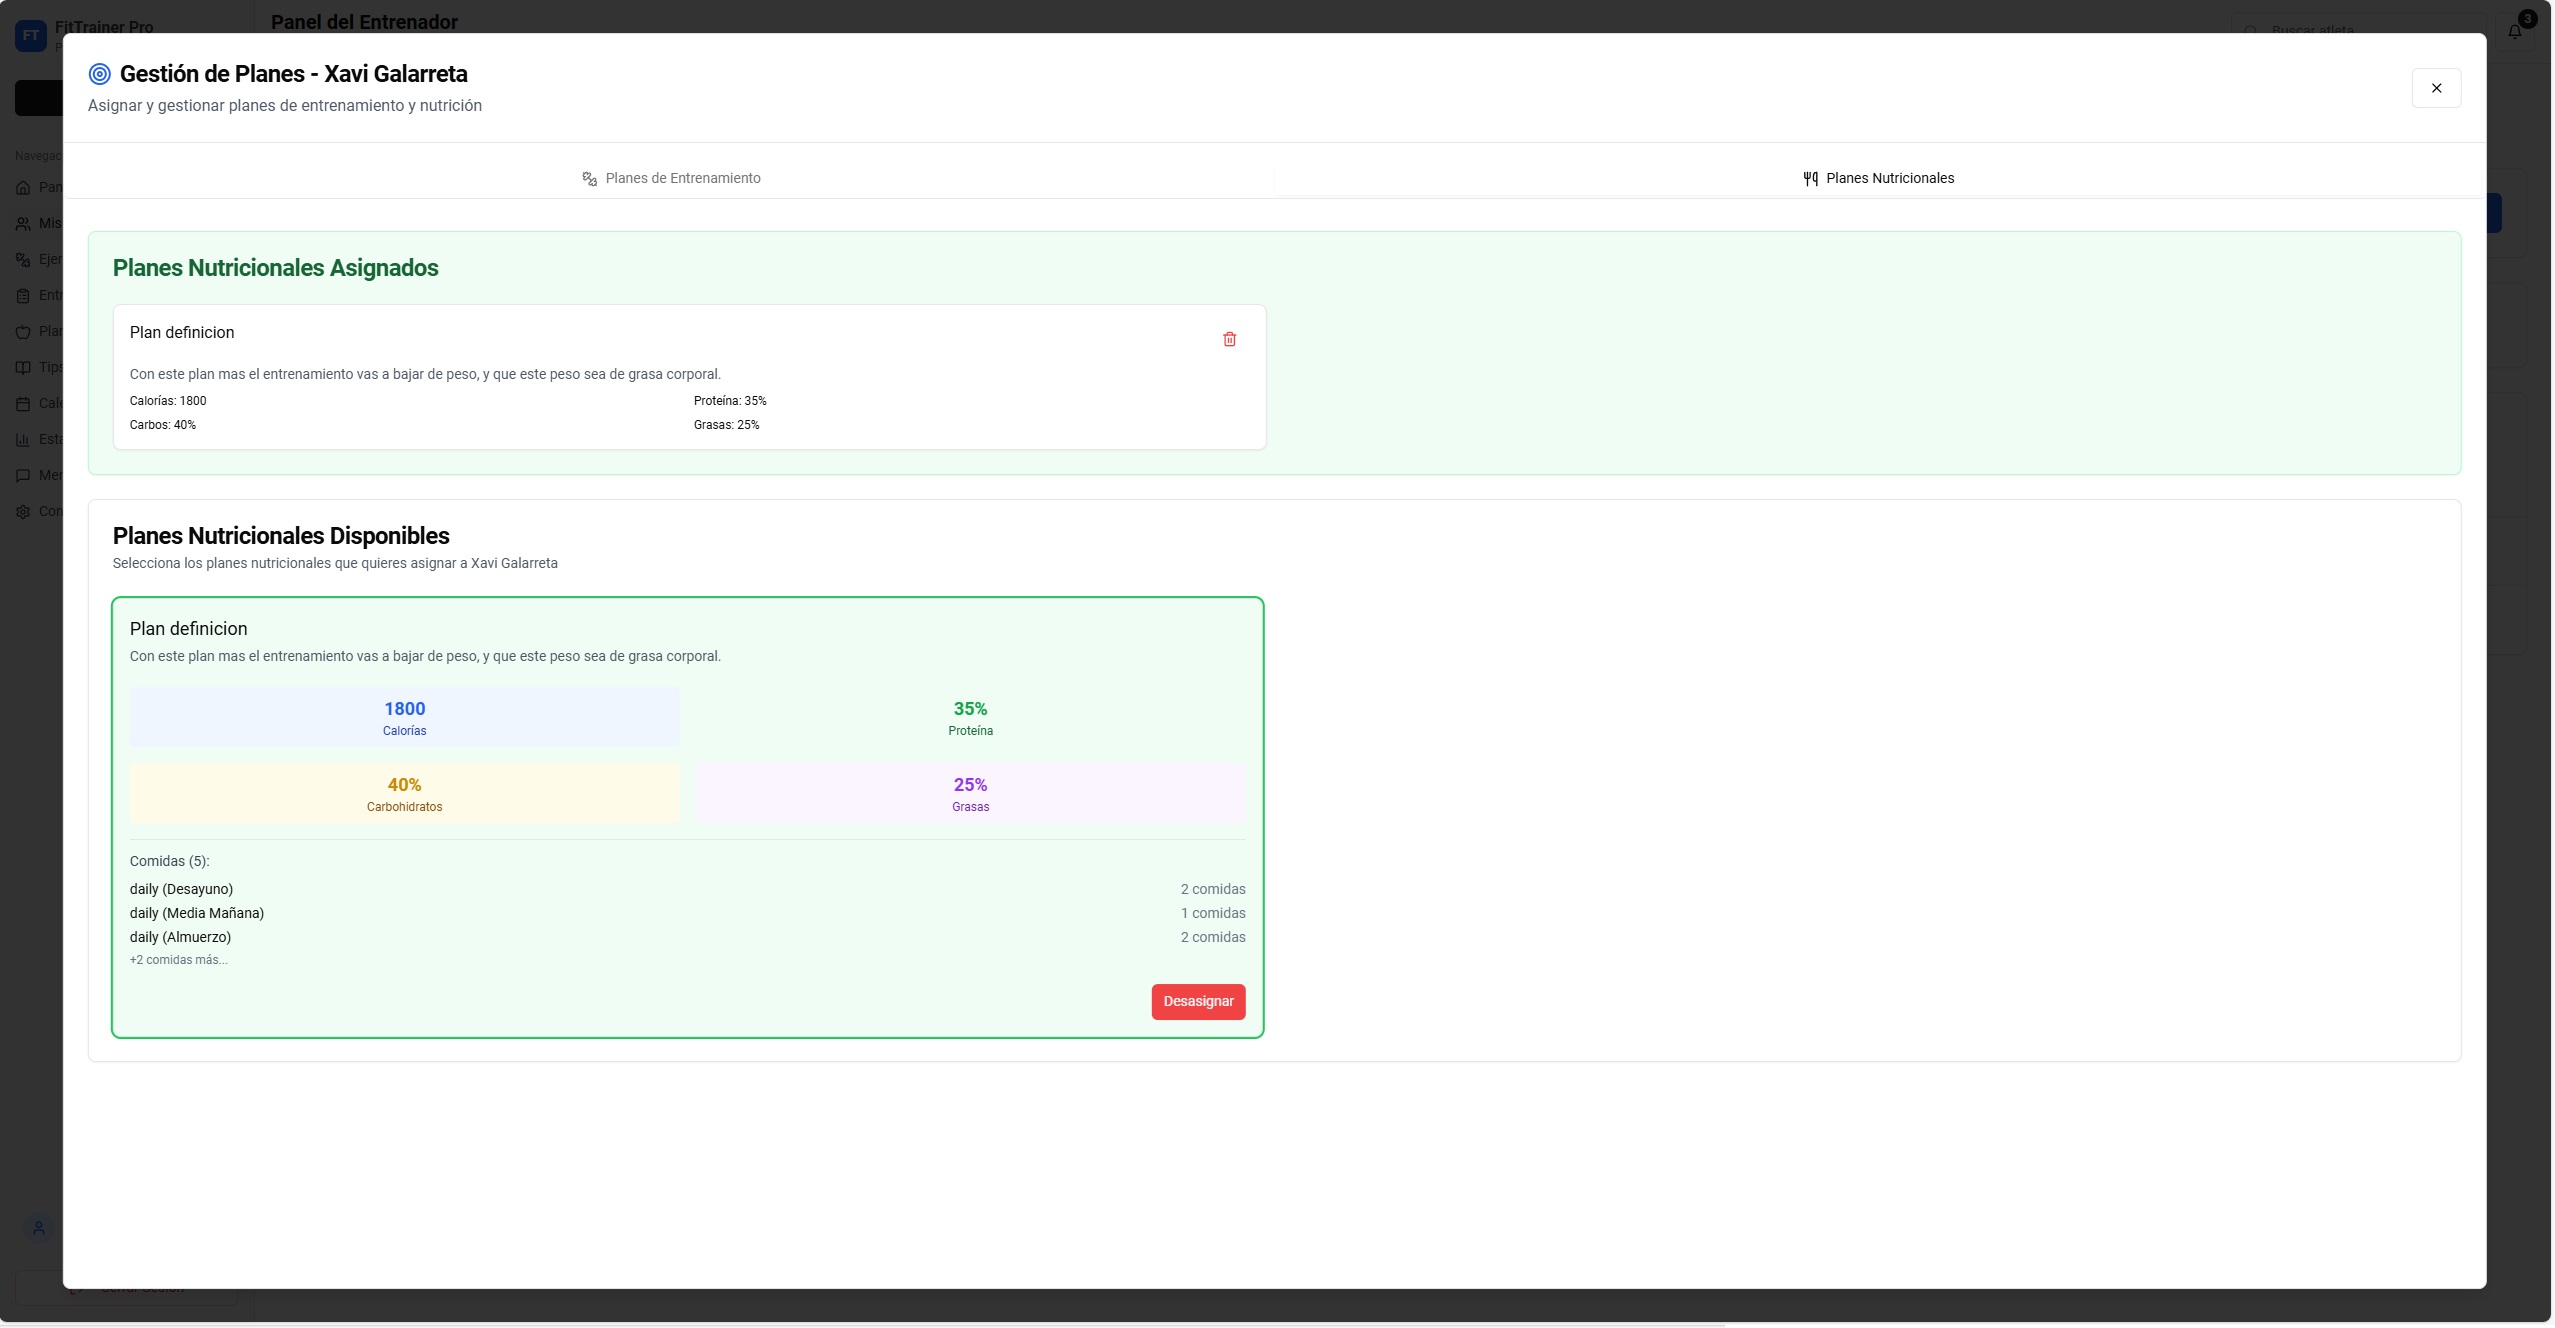 FT
FitTrainer Pro
Panel del Entrenador
Buscar atleta
3
Gestión de Planes - Xavi Galarreta
Asignar y gestionar planes de entrenamiento y nutrición
Planes de Entrenamiento
Planes Nutricionales
Navegac
Pan
Mis
Ejer
Entr
Plan
Tips
Cale
Esta
Men
Con
Planes Nutricionales Asignados
Plan definicion
Con este plan mas el entrenamiento vas a bajar de peso, y que este peso sea de grasa corporal.
Calorías: 1800
Proteína: 35%
Carbos: 40%
Grasas: 25%
Planes Nutricionales Disponibles
Selecciona los planes nutricionales que quieres asignar a Xavi Galarreta
Plan definicion
Con este plan mas el entrenamiento vas a bajar de peso, y que este peso sea de grasa corporal.
1800
Calorías
35%
Proteína
40%
Carbohidratos
25%
Grasas
Comidas (5):
daily (Desayuno)
2 comidas
daily (Media Mañana)
1 comidas
daily (Almuerzo)
2 comidas
+2 comidas más...
Desasignar